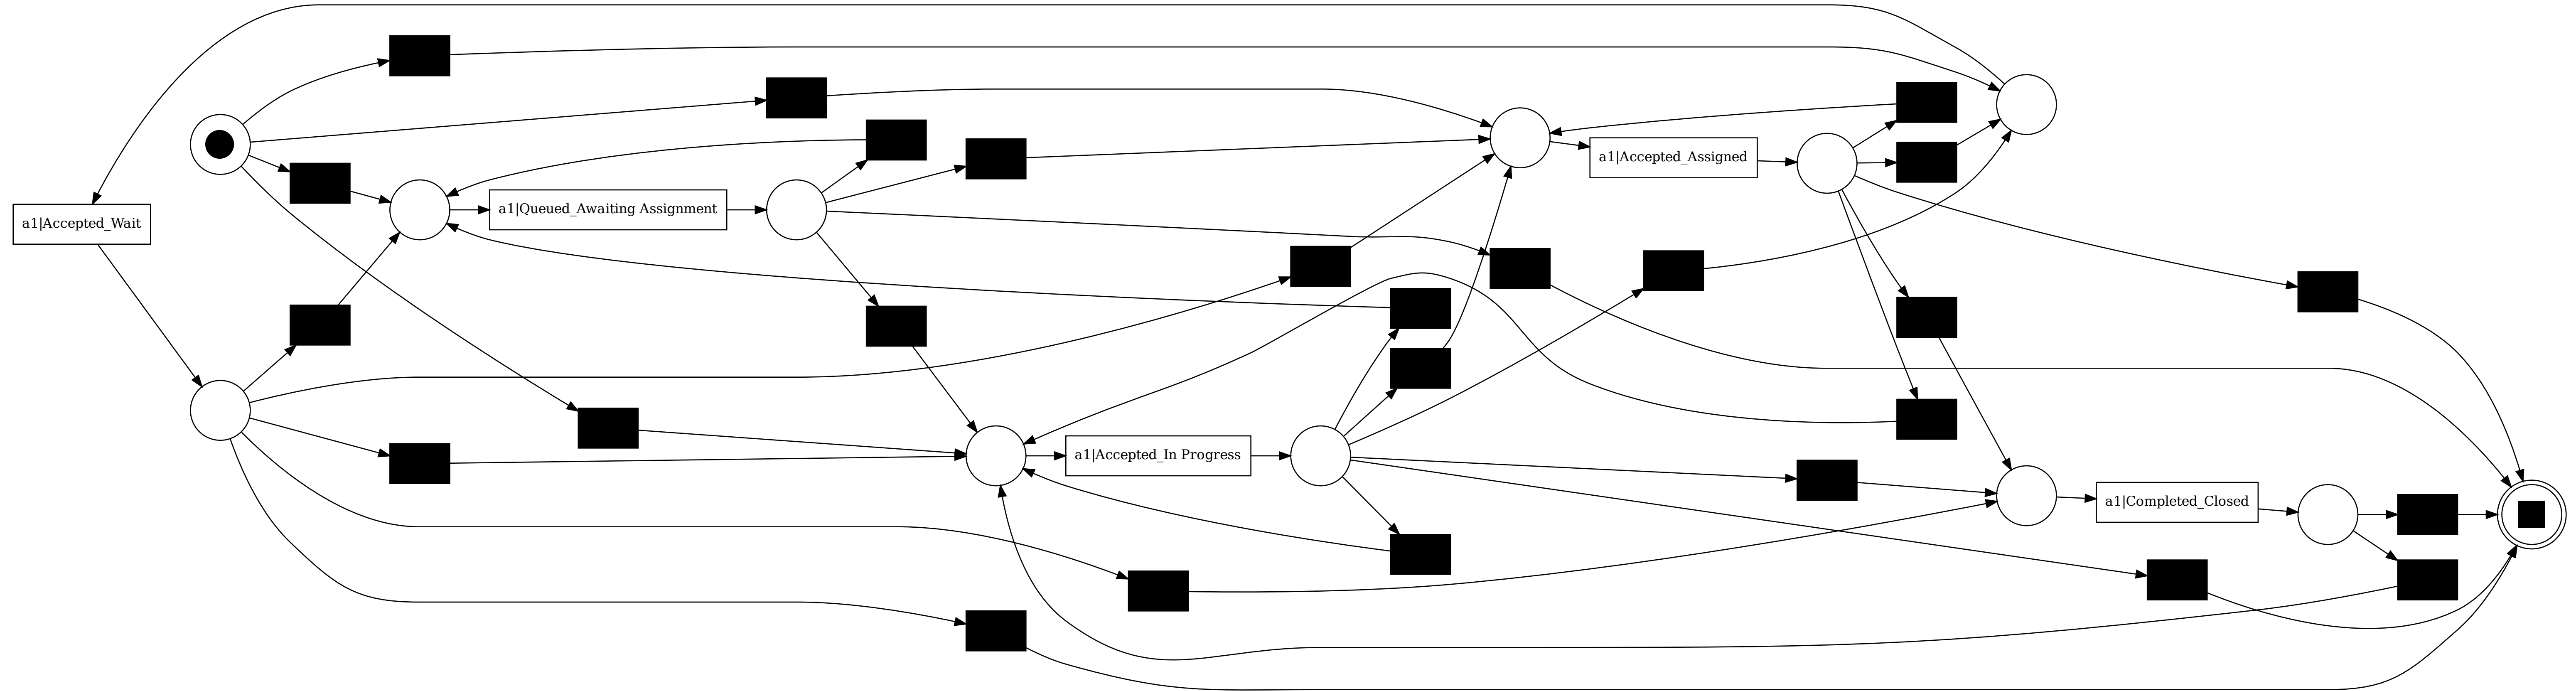 a1|Accepted_Assigned
a1|Accepted_Wait
a1|Queued_Awaiting Assignment
a1|Accepted_In Progress
a1|Completed_Closed